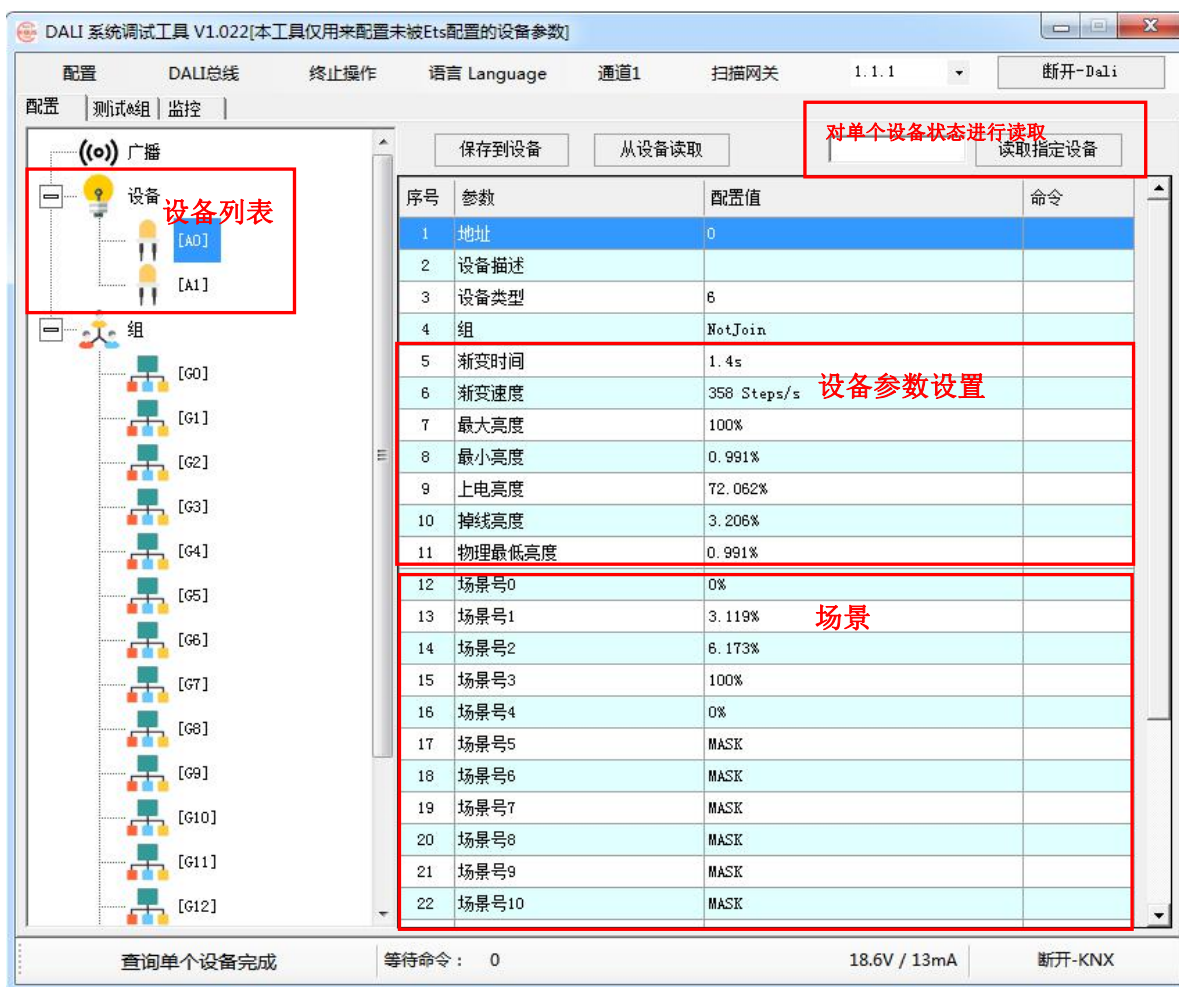 DALI 系统调试工具 V1.022[本工具仅用来配置未被Ets配置的设备参数]
配置 DALI总线 终止操作 语言 Language 通道1 扫描网关 1.1.1 断开-Dali
配置 测试&组 监控
对单个设备状态进行读取
((o)) 广播 保存到设备 从设备读取 读取指定设备
设备
设备列表
[A0]
[A1]
组
[G0]
[G1]
[G2]
[G3]
[G4]
[G5]
[G6]
[G7]
[G8]
[G9]
[G10]
[G11]
[G12]
序号 参数 配置值 命令
1 地址 0
2 设备描述
3 设备类型 6
4 组 NotJoin
5 渐变时间 1.4s
6 渐变速度 358 Steps/s
设备参数设置
7 最大亮度 100%
8 最小亮度 0.991%
9 上电亮度 72.062%
10 掉线亮度 3.206%
11 物理最低亮度 0.991%
12 场景号0 0%
13 场景号1 3.119%
场景
14 场景号2 6.173%
15 场景号3 100%
16 场景号4 0%
17 场景号5 MASK
18 场景号6 MASK
19 场景号7 MASK
20 场景号8 MASK
21 场景号9 MASK
22 场景号10 MASK
查询单个设备完成 等待命令： 0 18.6V / 13mA 断开-KNX